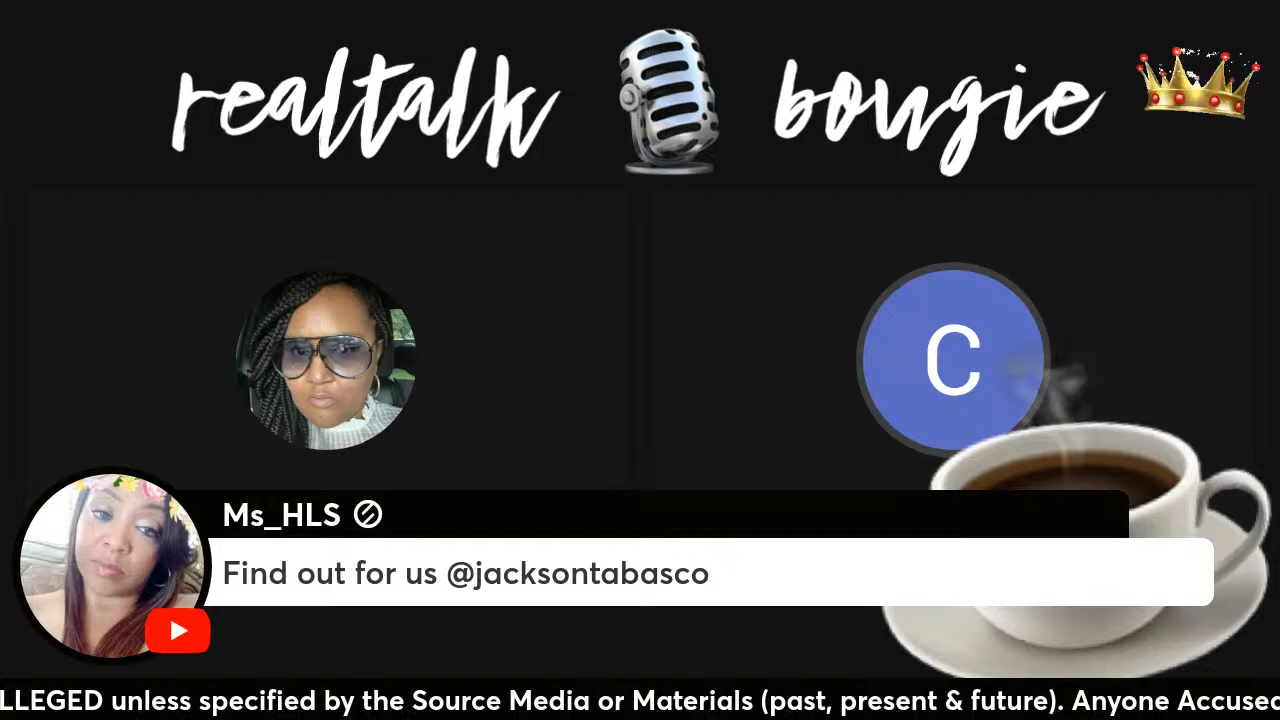 realtalk bougie
C
Ms_HLS
Find out for us @jacksontabasco
LLEGED unless specified by the Source Media or Materials (past, present & future). Anyone Accused